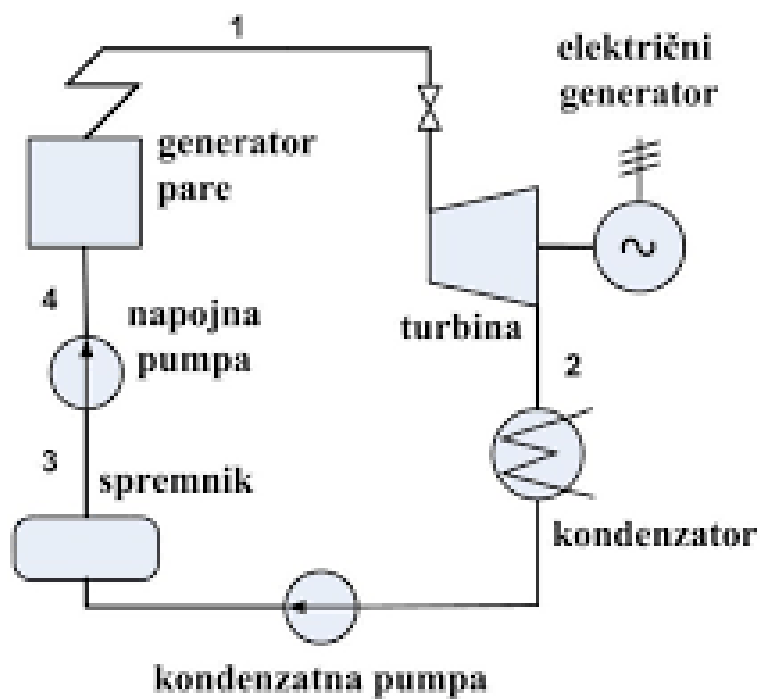 1
električni
generator
generator
pare
4
napojna
pumpa
turbina
2
3
spremnik
kondenzator
kondenzatna pumpa